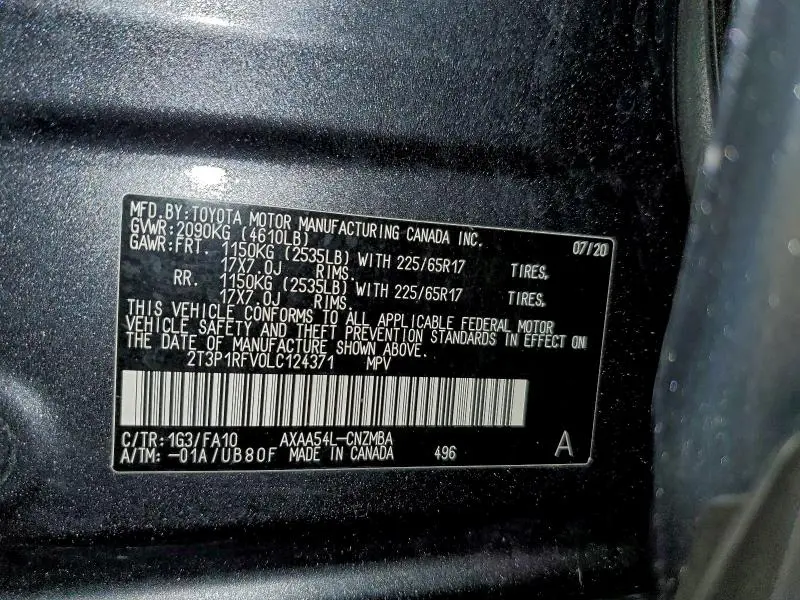 MFD.BY:TOYOTA MOTOR MANUFACTURING CANADA INC. 07/20
GVWR:2090KG (4610LB)
GAWR:FRT. 1150KG (2535LB) WITH 225/65R17 TIRES,
17X7.0J RIMS,
RR. 1150KG (2535LB) WITH 225/65R17 TIRES,
17X7.0J RIMS.
THIS VEHICLE CONFORMS TO ALL APPLICABLE FEDERAL MOTOR
VEHICLE SAFETY AND THEFT PREVENTION STANDARDS IN EFFECT ON
THE DATE OF MANUFACTURE SHOWN ABOVE.
2T3P1RFV0LC124371 MPV
C/TR: 1G3/FA10 AXAA54L-CNZMBA A
A/TM: -01A/UB80F MADE IN CANADA 496